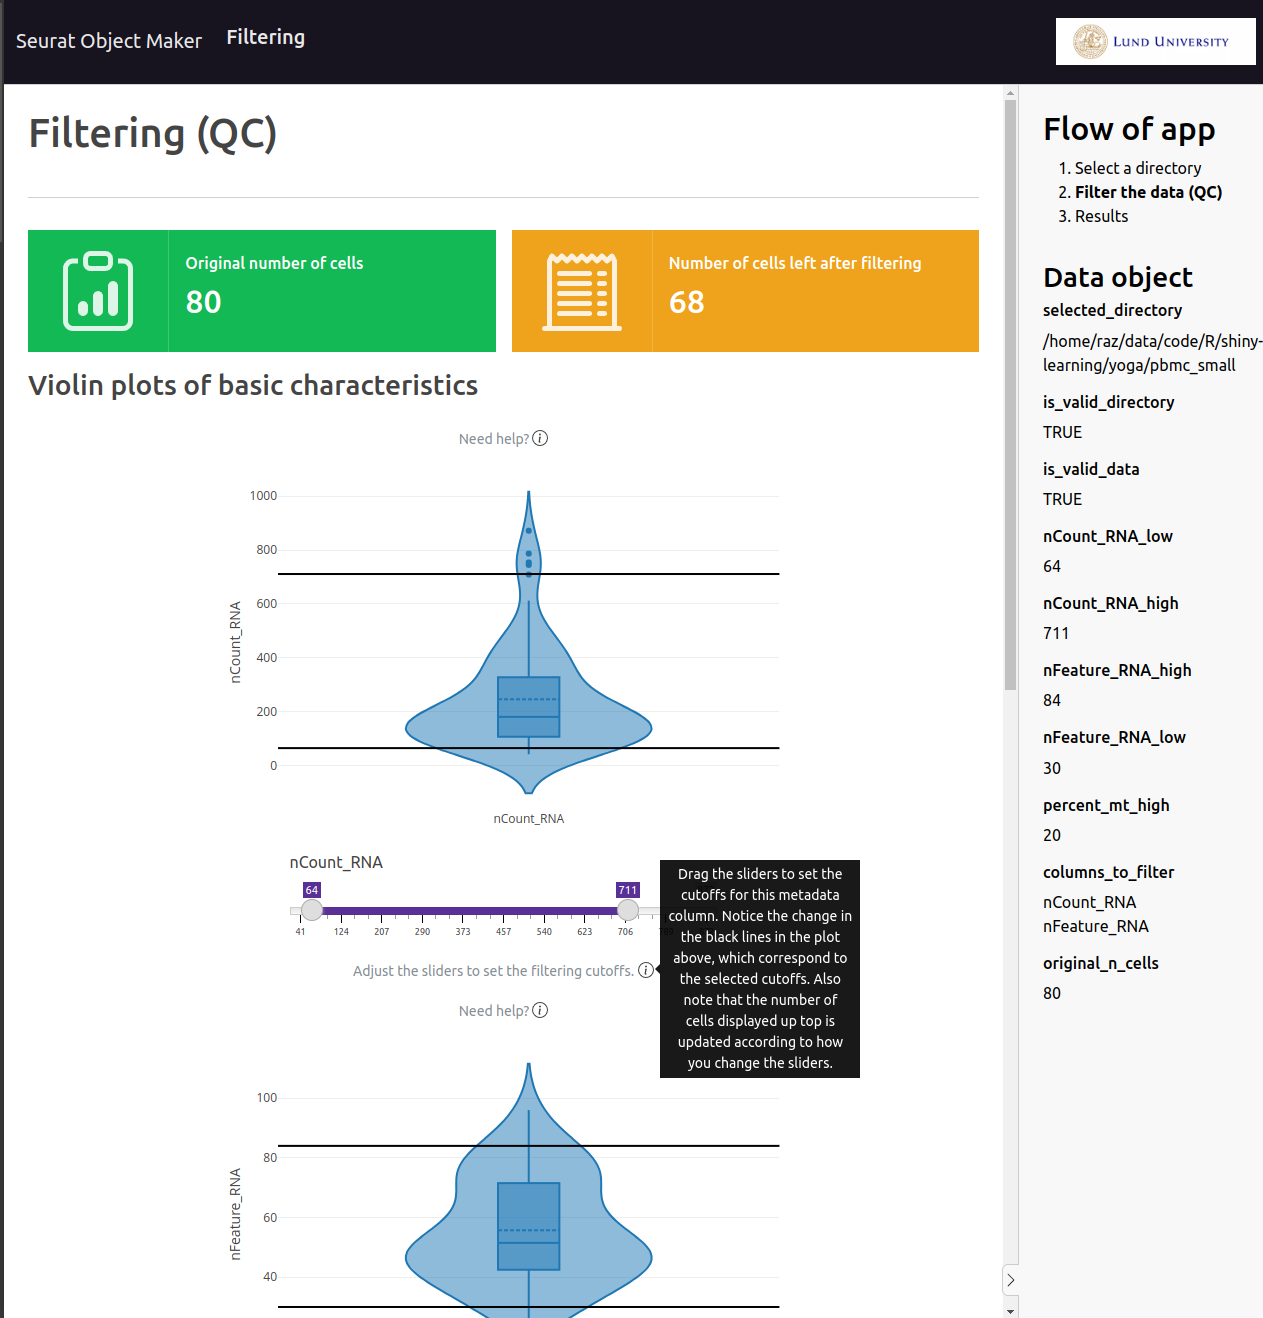 Seurat Object Maker
Filtering
LUND UNIVERSITY
Filtering (QC)
Original number of cells
80
Number of cells left after filtering
68
Violin plots of basic characteristics
Need help?
1000
800
600
400
200
0
nCount_RNA
nCount_RNA
nCount_RNA
64
711
41 124 207 290 373 457 540 623 706
Adjust the sliders to set the filtering cutoffs.
Drag the sliders to set the
cutoffs for this metadata
column. Notice the change in
the black lines in the plot
above, which correspond to
the selected cutoffs. Also
note that the number of
cells displayed up top is
updated according to how
you change the sliders.
Need help?
100
80
60
40
nFeature_RNA
Flow of app
1. Select a directory
2. Filter the data (QC)
3. Results
Data object
selected_directory
/home/raz/data/code/R/shiny-
learning/yoga/pbmc_small
is_valid_directory
TRUE
is_valid_data
TRUE
nCount_RNA_low
64
nCount_RNA_high
711
nFeature_RNA_high
84
nFeature_RNA_low
30
percent_mt_high
20
columns_to_filter
nCount_RNA
nFeature_RNA
original_n_cells
80